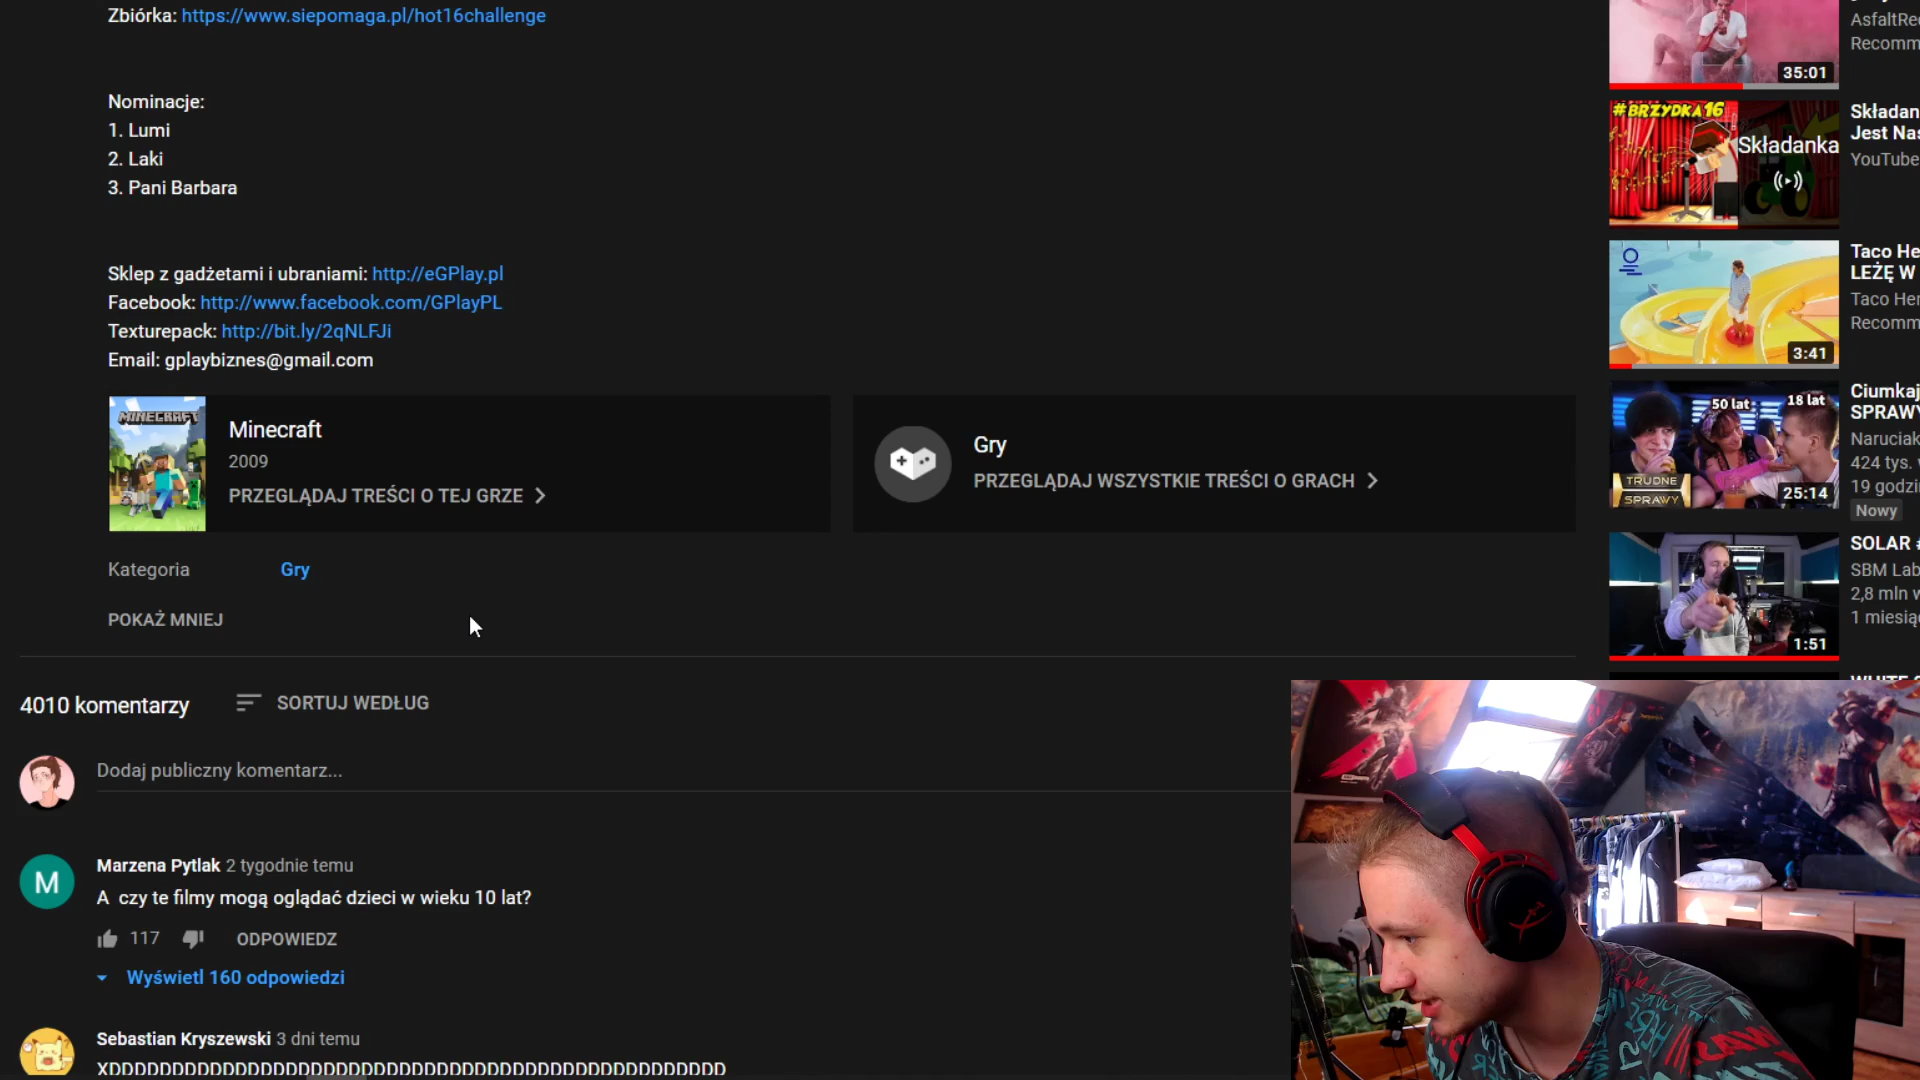 Zbiórka: https://www.siepomaga.pl/hot16challenge
Nominacje:
1. Lumi
2. Laki
3. Pani Barbara
Sklep z gadżetami i ubraniami: http://eGPlay.pl
Facebook: http://www.facebook.com/GPlayPL
Texturepack: http://bit.ly/2qNLFJi
Email: gplaybiznes@gmail.com
MINECRAFT
Minecraft
2009
PRZEGLĄDAJ TREŚCI O TEJ GRZE
Gry
PRZEGLĄDAJ WSZYSTKIE TREŚCI O GRACH
Kategoria Gry
POKAŻ MNIEJ
4010 komentarzy SORTUJ WEDŁUG
Dodaj publiczny komentarz...
M
Marzena Pytlak 2 tygodnie temu
A czy te filmy mogą oglądać dzieci w wieku 10 lat?
117 ODPOWIEDZ
Wyświetl 160 odpowiedzi
Sebastian Kryszewski 3 dni temu
35:01
AsfaltRe
Recomm
#BRZYDKA16
Składanka
Składan
Jest Na
YouTube
3:41
Taco He
LEŻĘ W
Taco Her
Recomm
50 lat
18 lat
TRUDNE
SPRAWY
25:14
Ciumkaj
SPRAWY
Naruciak
424 tys.
19 godzi
Nowy
1:51
SOLAR #
SBM Lab
2,8 mln w
1 miesią